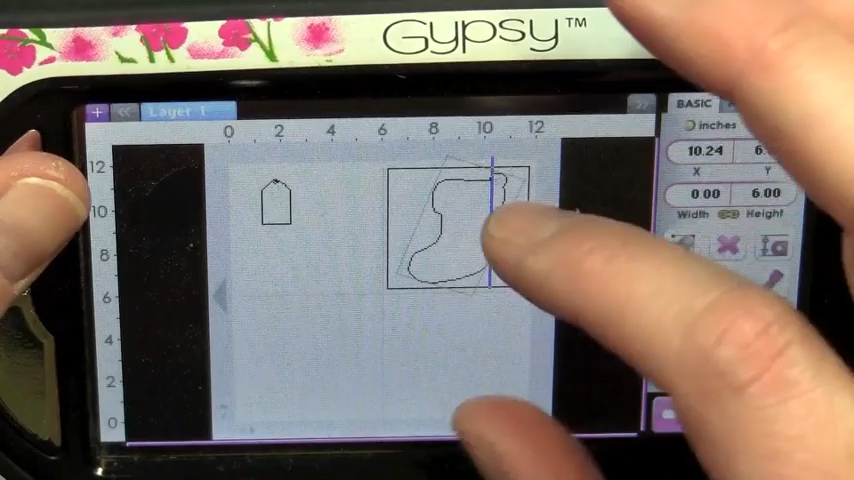 Gypsy™
+ << Layer 1 >>
BASIC
0 2 4 6 8 10 12
inches
12
10
8
6
4
2
0
10.24 6.
X Y
0.00 6.00
Width Height